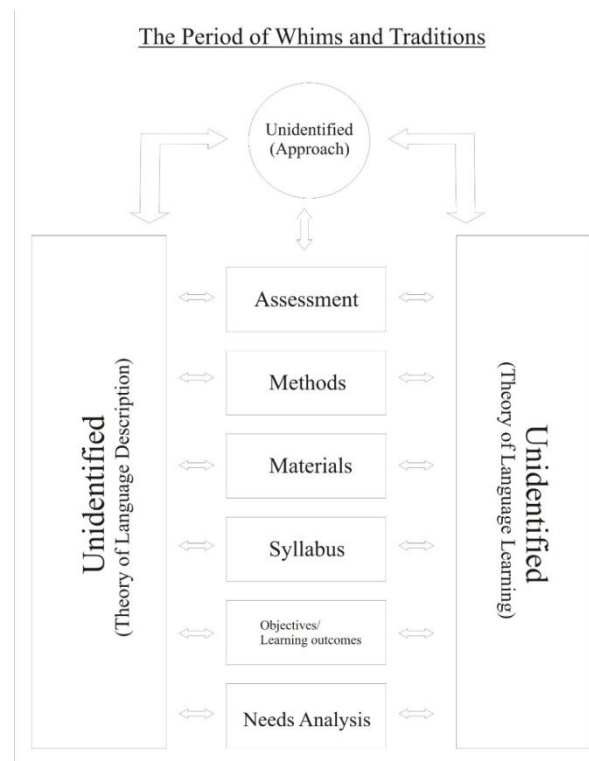 The Period of Whims and Traditions
Unidentified
(Approach)
Unidentified
(Theory of Language Description)
Assessment
Methods
Materials
Syllabus
Objectives/
Learning outcomes
Needs Analysis
Unidentified
(Theory of Language Learning)